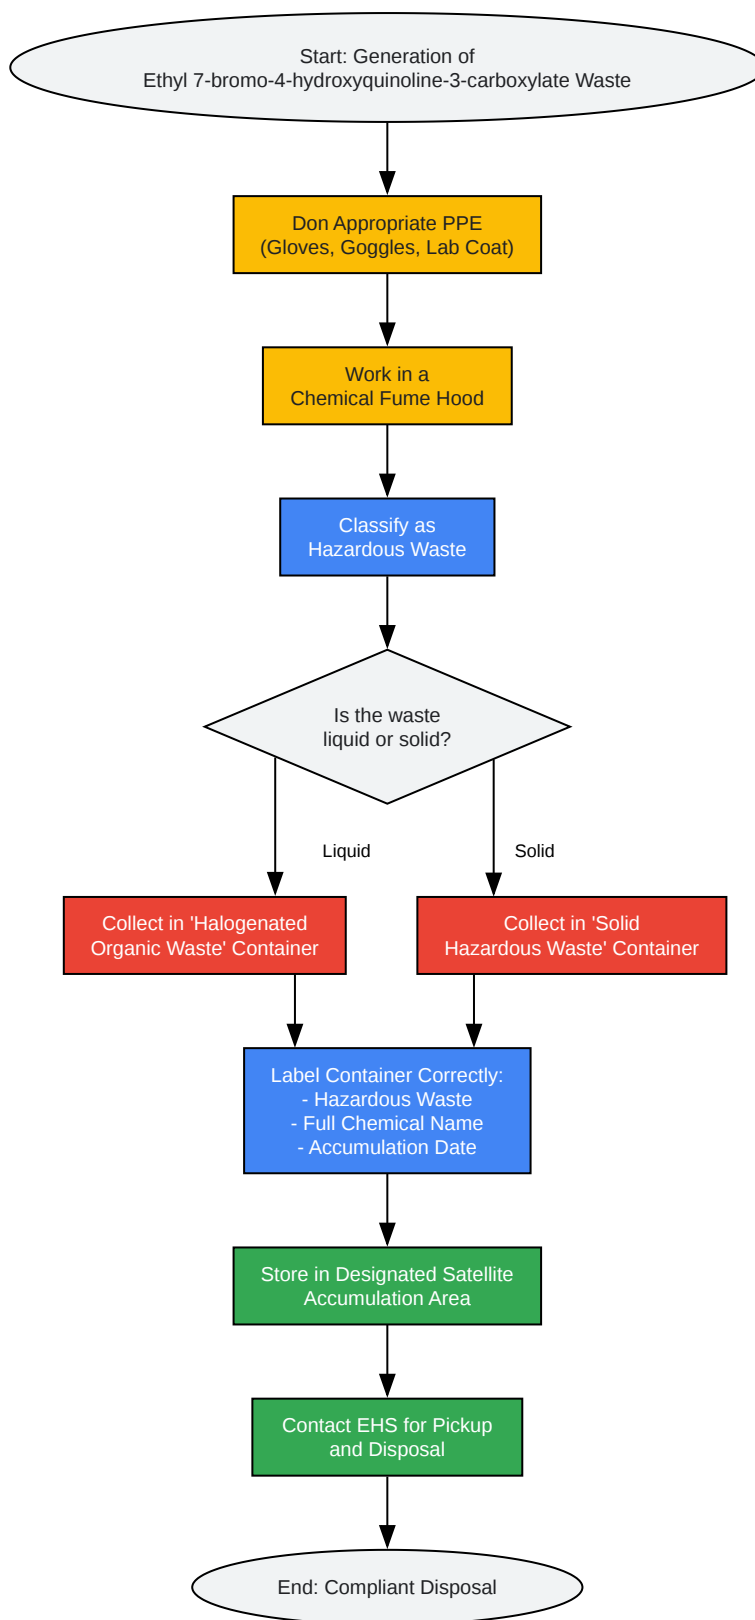 Start: Generation of
Ethyl 7-bromo-4-hydroxyquinoline-3-carboxylate Waste
Don Appropriate PPE
(Gloves, Goggles, Lab Coat)
Work in a
Chemical Fume Hood
Classify as
Hazardous Waste
Is the waste
liquid or solid?
Liquid
Solid
Collect in 'Halogenated
Organic Waste' Container
Collect in 'Solid
Hazardous Waste' Container
Label Container Correctly:
- Hazardous Waste
- Full Chemical Name
- Accumulation Date
Store in Designated Satellite
Accumulation Area
Contact EHS for Pickup
and Disposal
End: Compliant Disposal